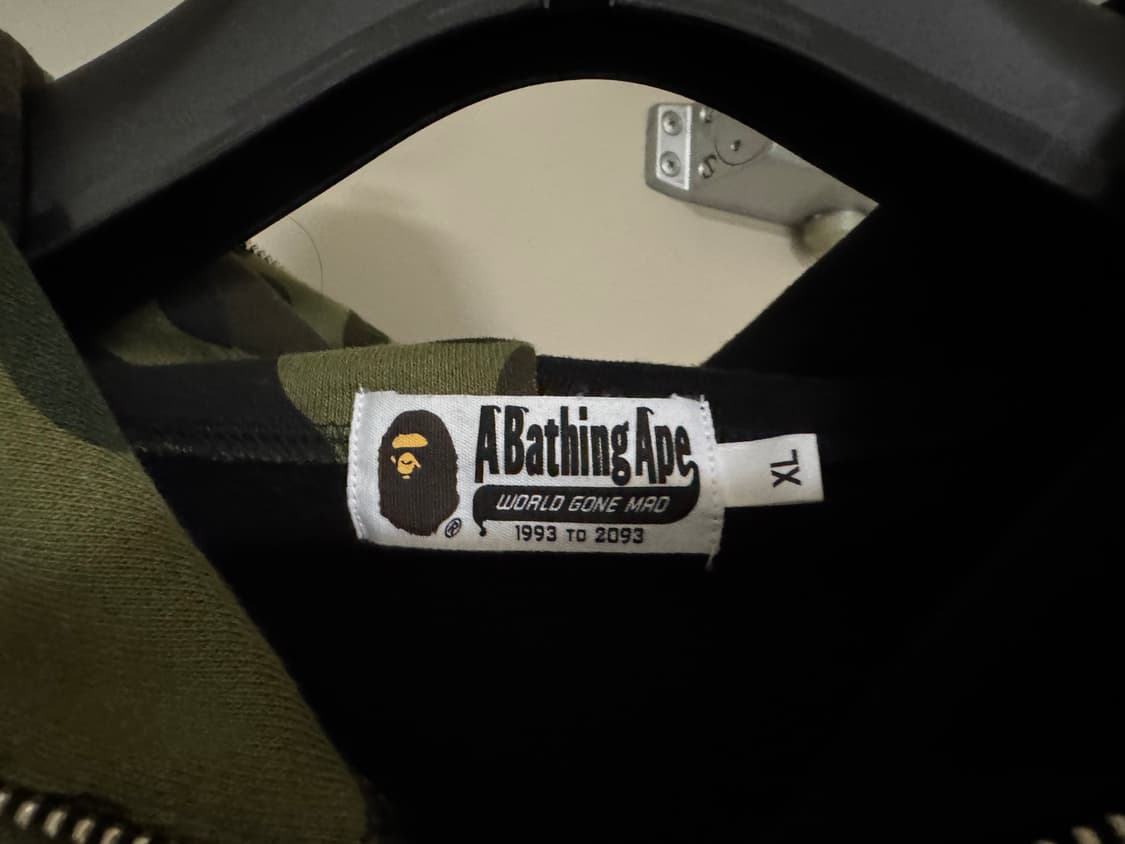 A Bathing Ape
WORLD GONE MAD
1993 TO 2093
®
XL